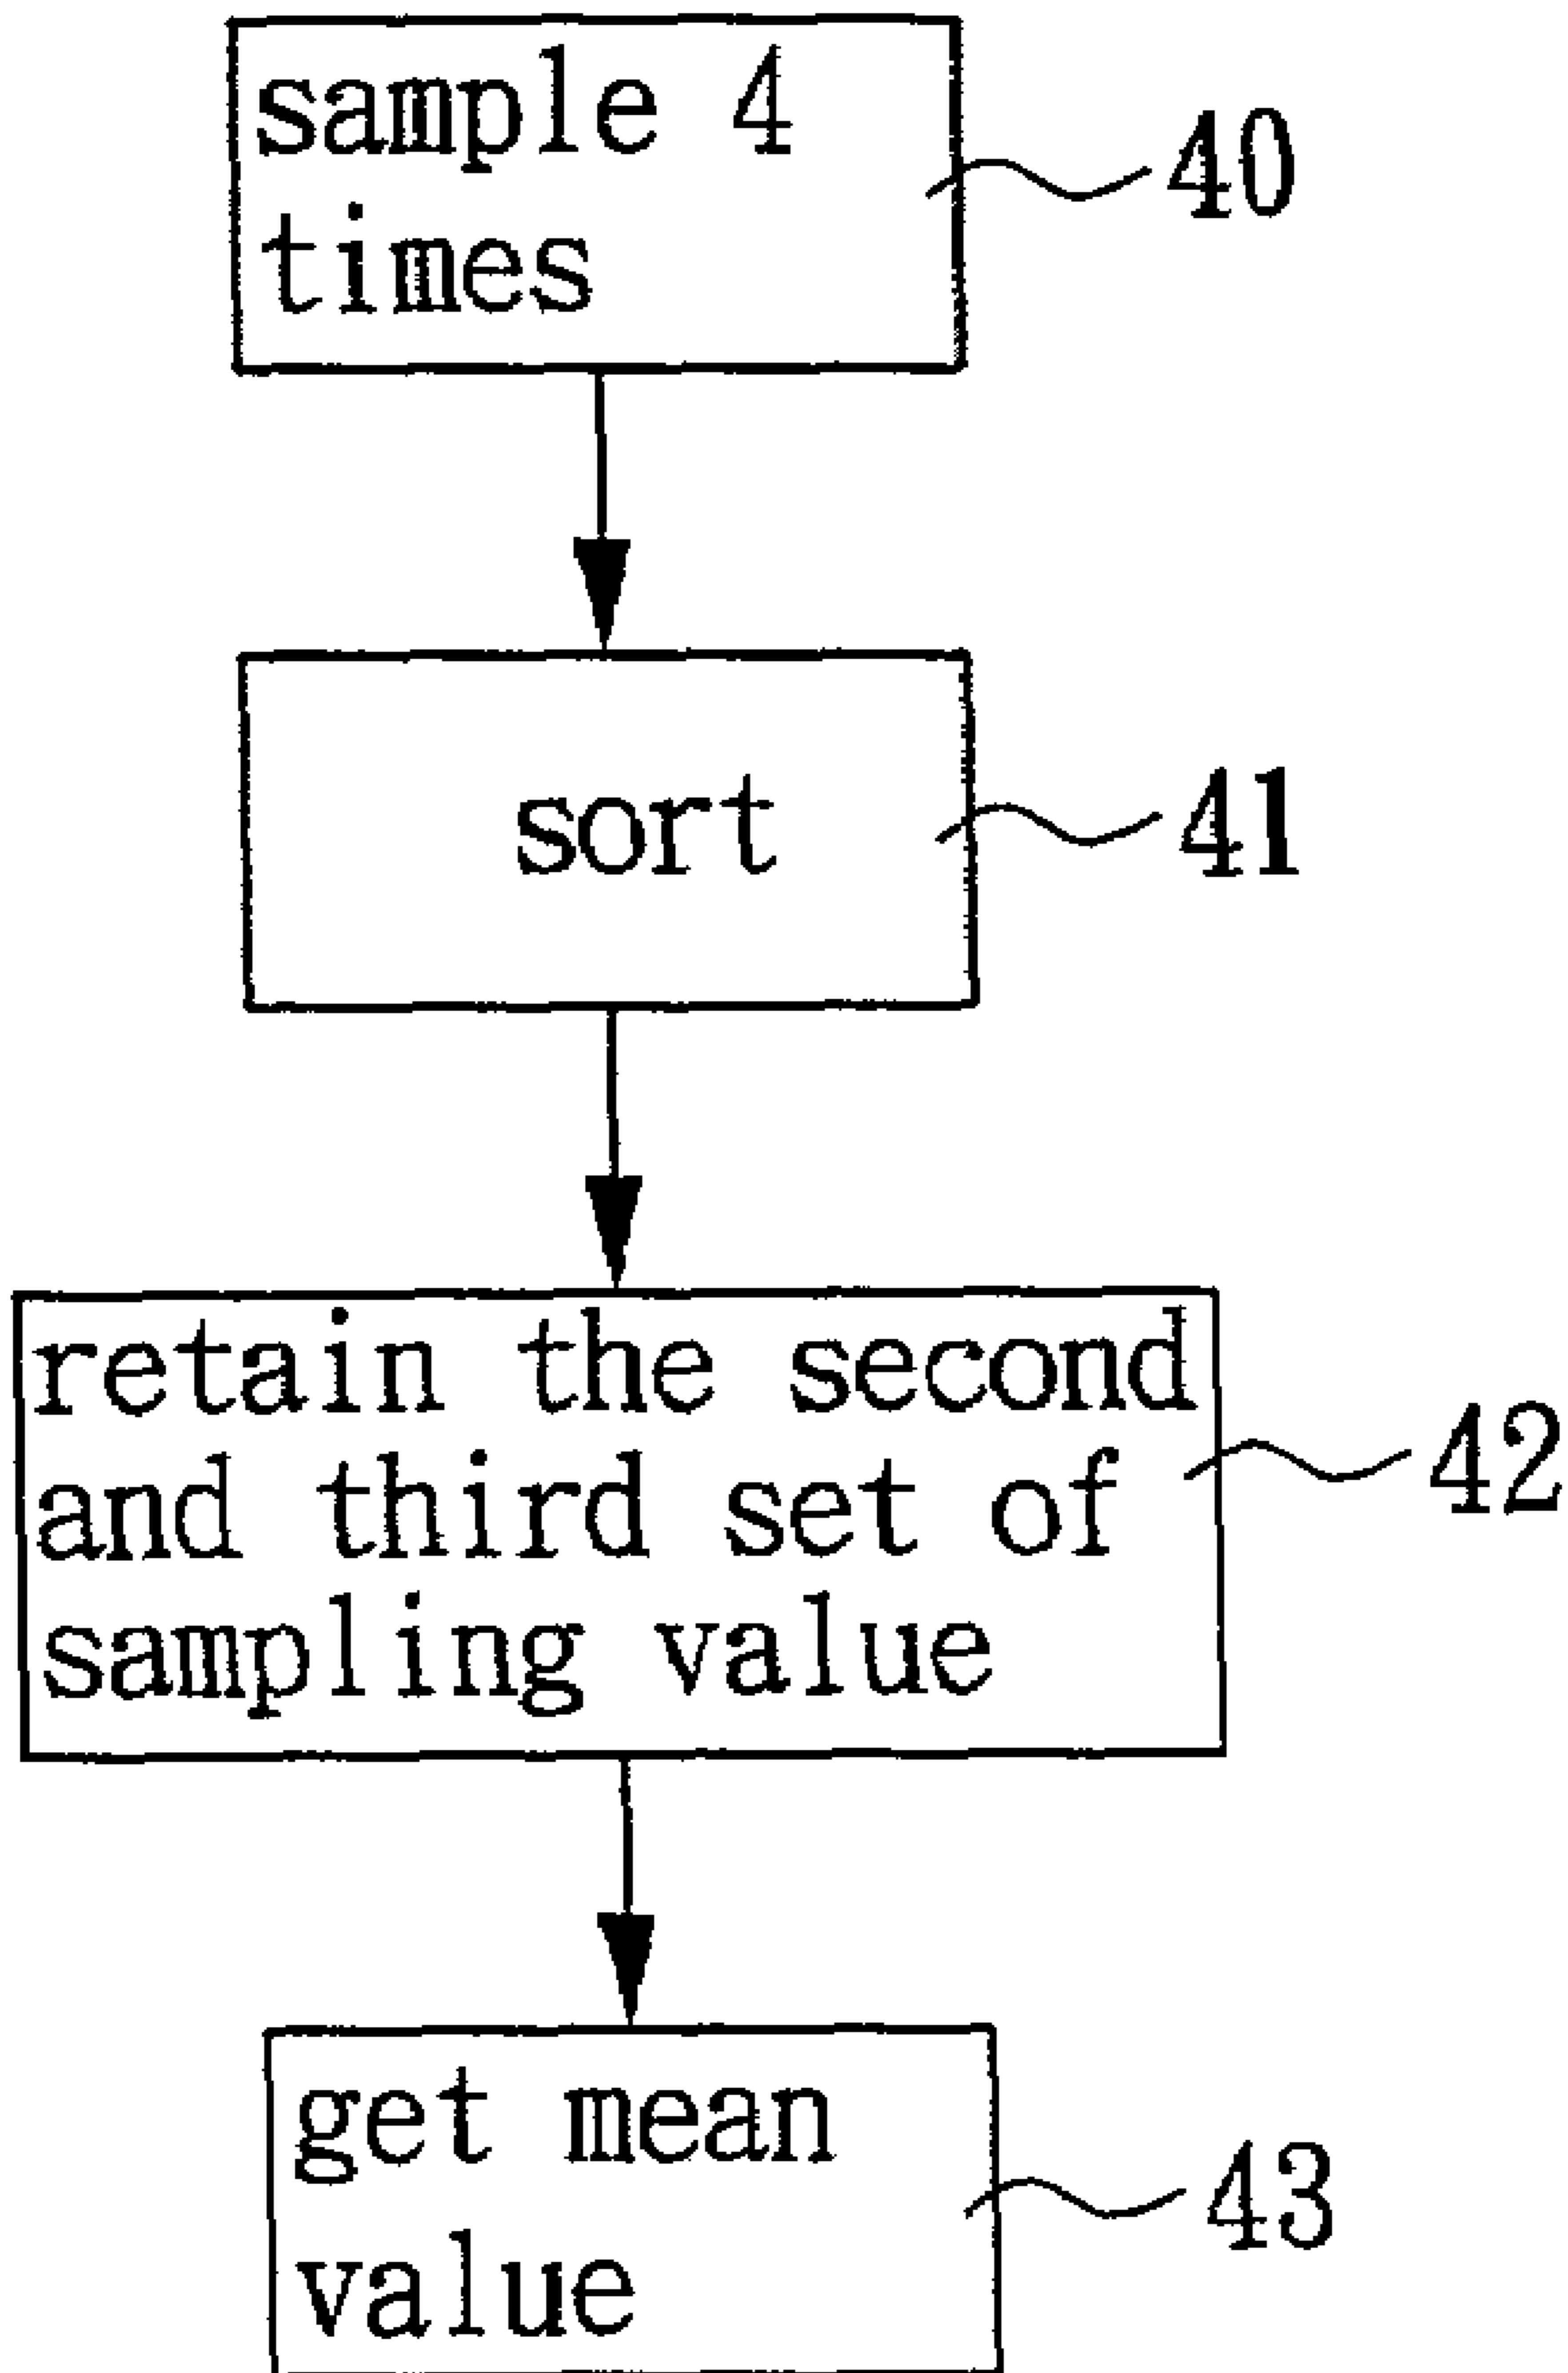 sample 4
times
40
sort
41
retain the second
and third set of
sampling value
42
get mean
value
43